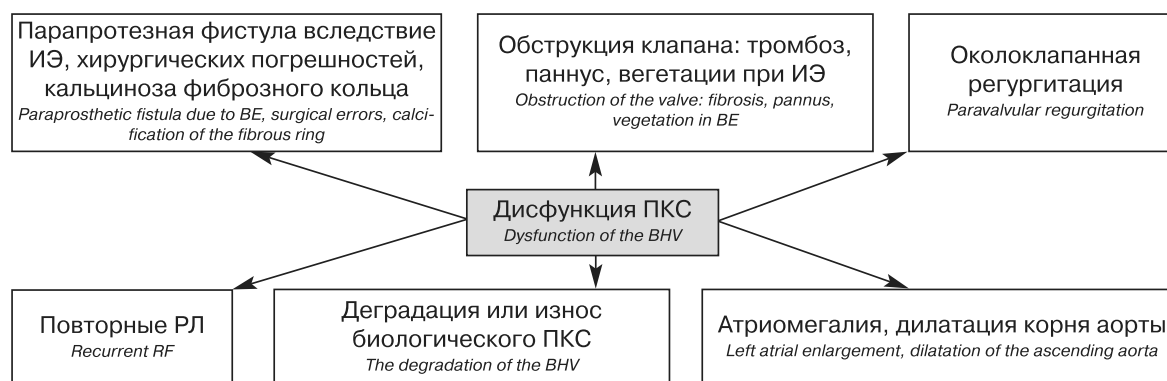 Парапротезная фистула вследствие
ИЭ, хирургических погрешностей,
кальциноза фиброзного кольца
Paraprosthetic fistula due to BE, surgical errors, calci-
fication of the fibrous ring
Обструкция клапана: тромбоз,
паннус, вегетации при ИЭ
Obstruction of the valve: fibrosis, pannus,
vegetation in BE
Околоклапанная
регургитация
Paravalvular regurgitation
Дисфункция ПКС
Dysfunction of the BHV
Повторные РЛ
Recurrent RF
Деградация или износ
биологического ПКС
The degradation of the BHV
Атриомегалия, дилатация корня аорты
Left atrial enlargement, dilatation of the ascending aorta